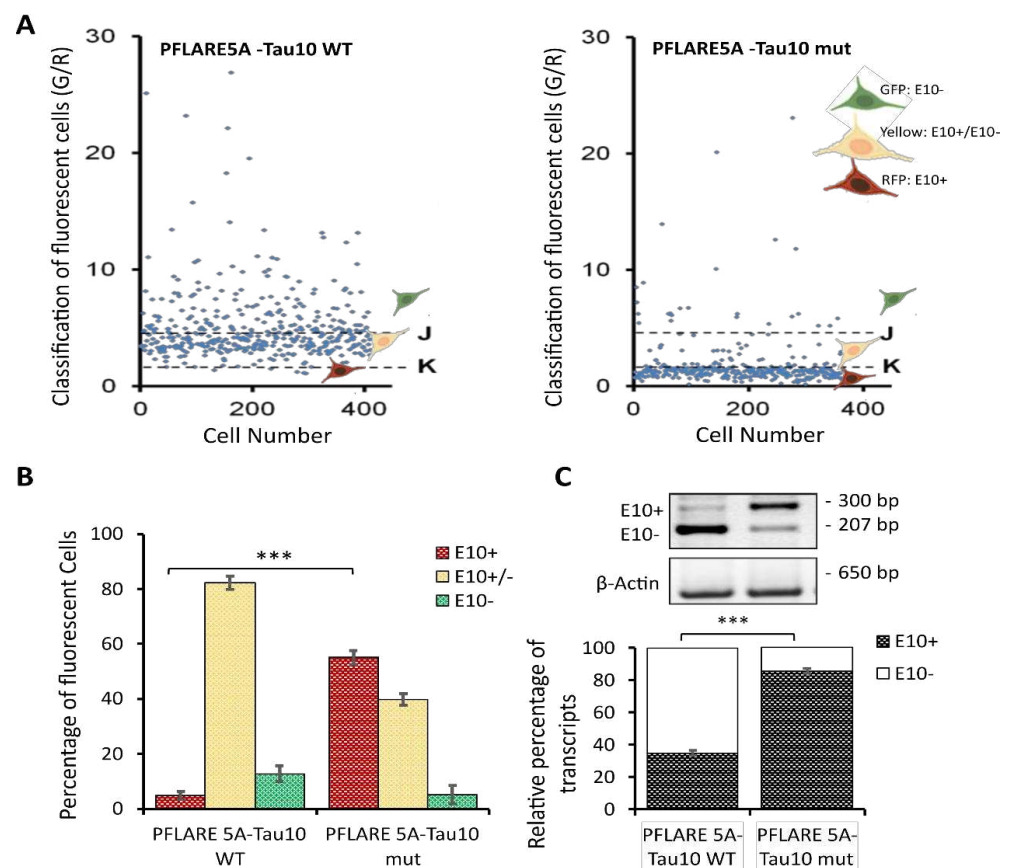 A
PFLARE5A -Tau10 WT
Classification of fluorescent cells (G/R)
30
20
10
0
0
200
400
J
K
Cell Number
PFLARE5A -Tau10 mut
Classification of fluorescent cells (G/R)
30
20
10
0
0
200
400
GFP: E10-
Yellow: E10+/E10-
RFP: E10+
J
K
Cell Number
B
Percentage of fluorescent Cells
100
80
60
40
20
0
***
E10+
E10+/-
E10-
PFLARE 5A-Tau10
WT
PFLARE 5A-Tau10
mut
C
E10+
E10-
- 300 bp
- 207 bp
β-Actin
- 650 bp
***
Relative percentage of
transcripts
100
80
60
40
20
0
E10+
E10-
PFLARE 5A-
Tau10 WT
PFLARE 5A-
Tau10 mut